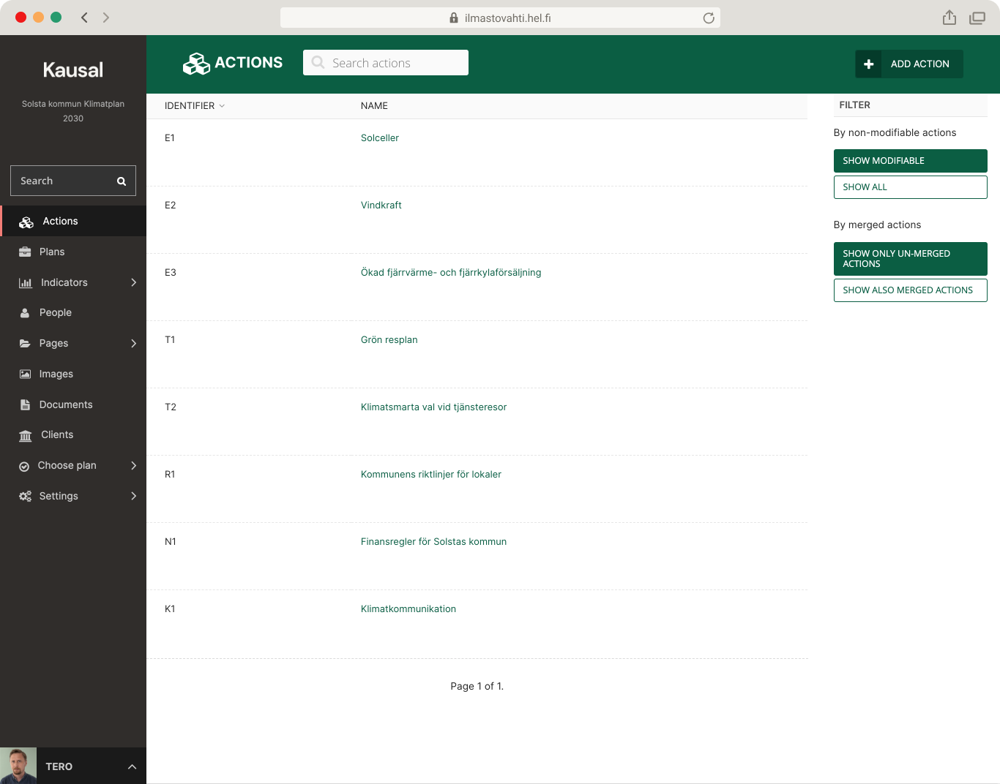 ilmastovahti.hel.fi
Kausal
Solsta kommun Klimatplan
2030
Search
Actions
Plans
Indicators
People
Pages
Images
Documents
Clients
Choose plan
Settings
TERO
ACTIONS
Search actions
ADD ACTION
IDENTIFIER NAME
E1 Solceller
E2 Vindkraft
E3 Ökad fjärrvärme- och fjärrkylaförsäljning
T1 Grön resplan
T2 Klimatsmarta val vid tjänsteresor
R1 Kommunens riktlinjer för lokaler
N1 Finansregler för Solstas kommun
K1 Klimatkommunikation
Page 1 of 1.
FILTER
By non-modifiable actions
SHOW MODIFIABLE
SHOW ALL
By merged actions
SHOW ONLY UN-MERGED
ACTIONS
SHOW ALSO MERGED ACTIONS